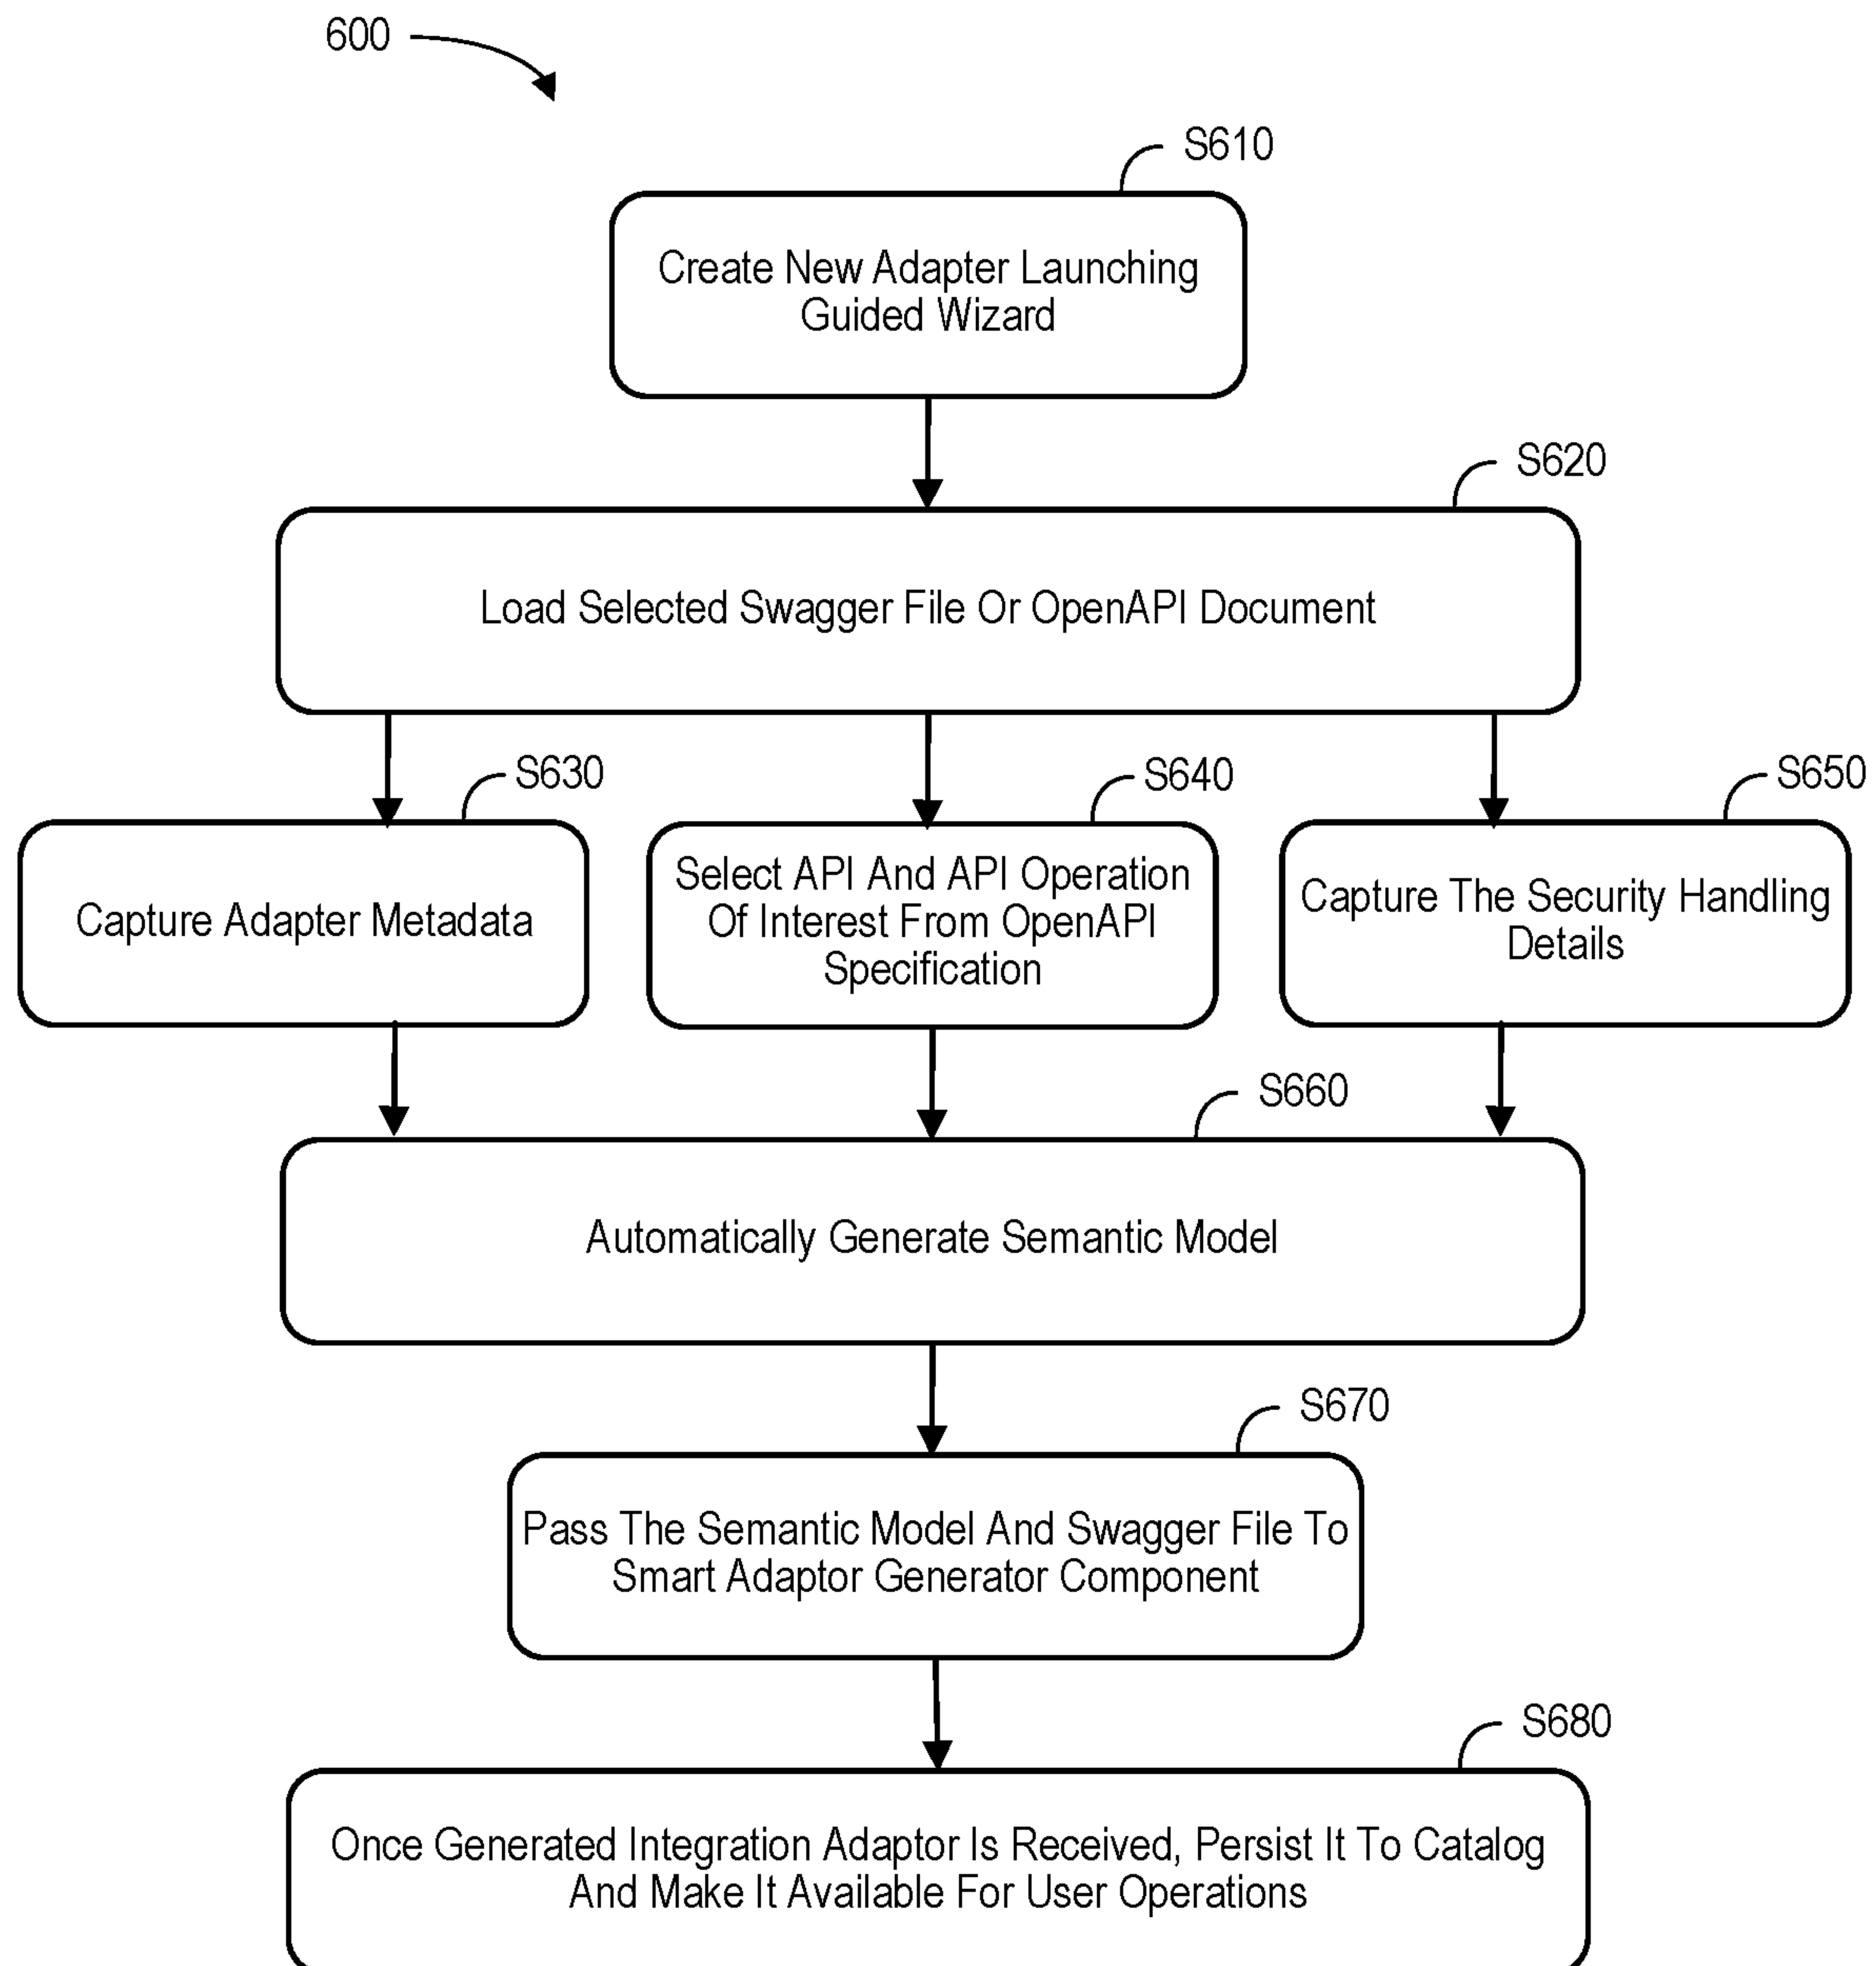 600
S610
Create New Adapter Launching
Guided Wizard
S620
Load Selected Swagger File Or OpenAPI Document
S630
Capture Adapter Metadata
S640
Select API And API Operation
Of Interest From OpenAPI
Specification
S650
Capture The Security Handling
Details
S660
Automatically Generate Semantic Model
S670
Pass The Semantic Model And Swagger File To
Smart Adaptor Generator Component
S680
Once Generated Integration Adaptor Is Received, Persist It To Catalog
And Make It Available For User Operations